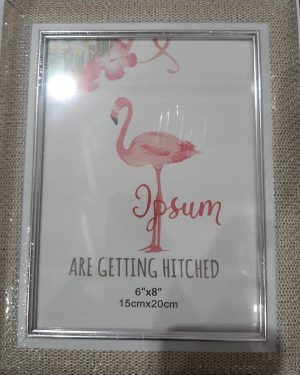 Ipsum
ARE GETTING HITCHED
6"x8"
15cmx20cm